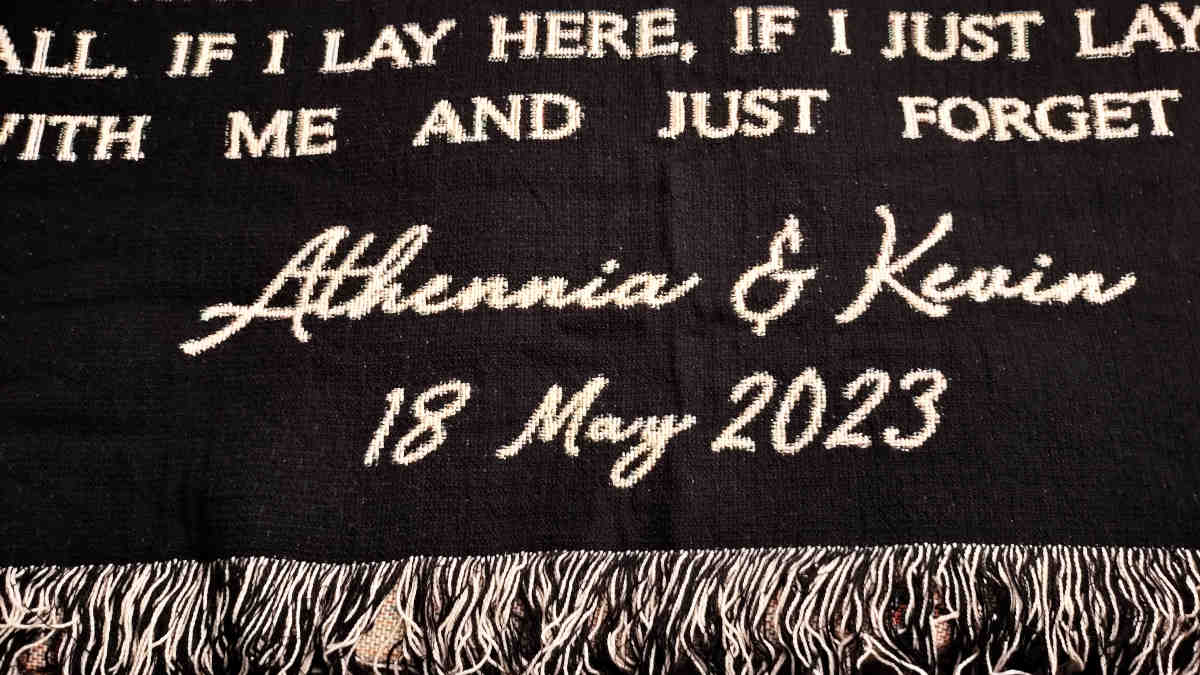 ALL. IF I LAY HERE, IF I JUST LAY
WITH ME AND JUST FORGET
Athennia & Kevin
18 May 2023